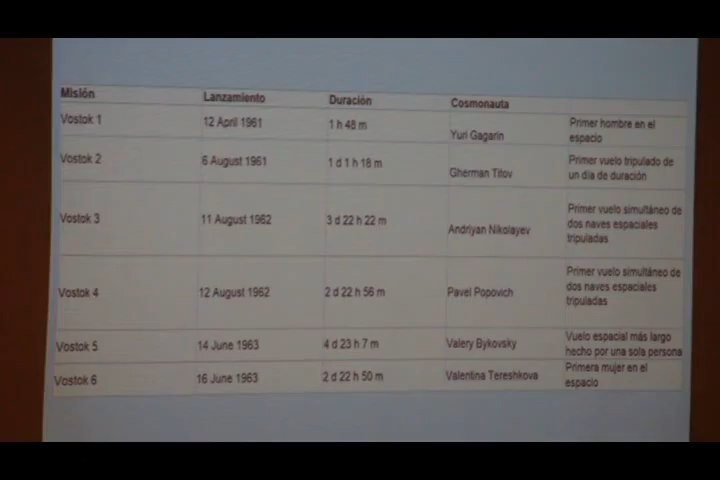 Misión Lanzamiento Duración Cosmonauta
Vostok 1 12 April 1961 1 h 48 m Yuri Gagarin Primer hombre en el
espacio
Vostok 2 6 August 1961 1 d 1 h 18 m Gherman Titov Primer vuelo tripulado de
un día de duración
Vostok 3 11 August 1962 3 d 22 h 22 m Andriyan Nikolayev Primer vuelo simultáneo de
dos naves espaciales
tripuladas
Vostok 4 12 August 1962 2 d 22 h 56 m Pavel Popovich Primer vuelo simultáneo de
dos naves espaciales
tripuladas
Vostok 5 14 June 1963 4 d 23 h 7 m Valery Bykovsky Vuelo espacial más largo
hecho por una sola persona
Vostok 6 16 June 1963 2 d 22 h 50 m Valentina Tereshkova Primera mujer en el
espacio